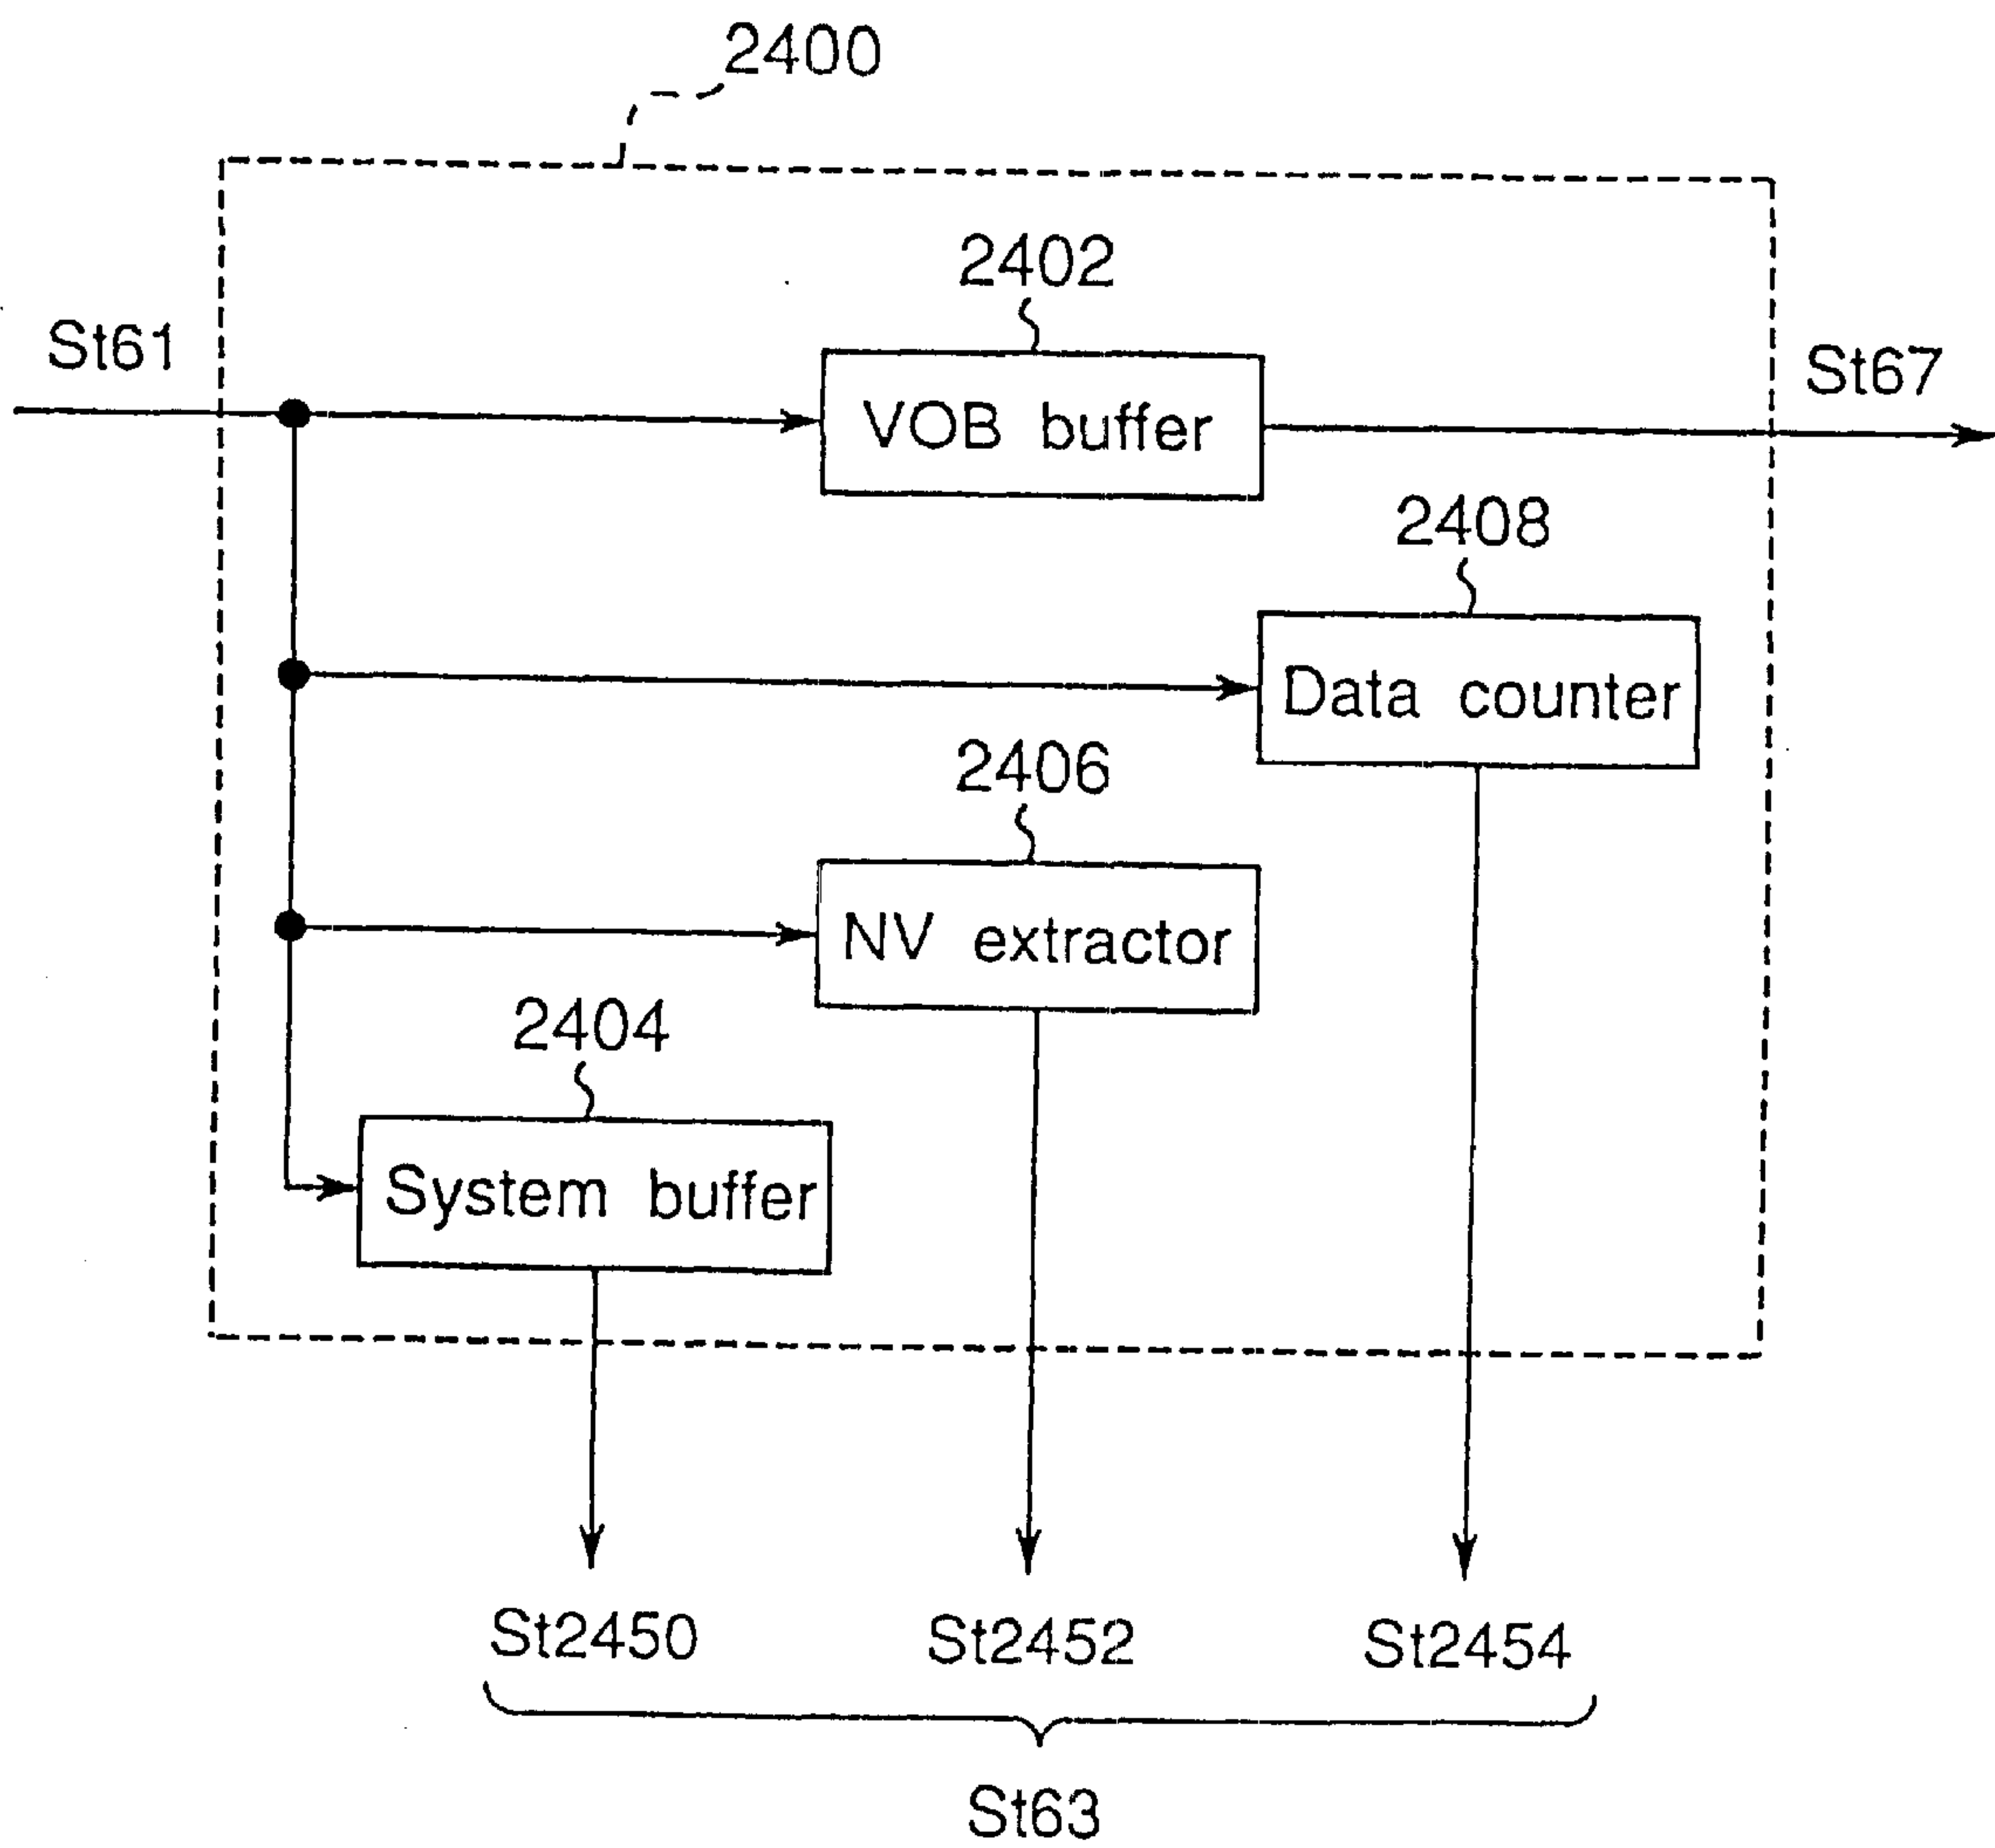 2400
2402
St61
St67
VOB buffer
2408
Data counter
2406
NV extractor
2404
System buffer
St2450
St2452
St2454
St63